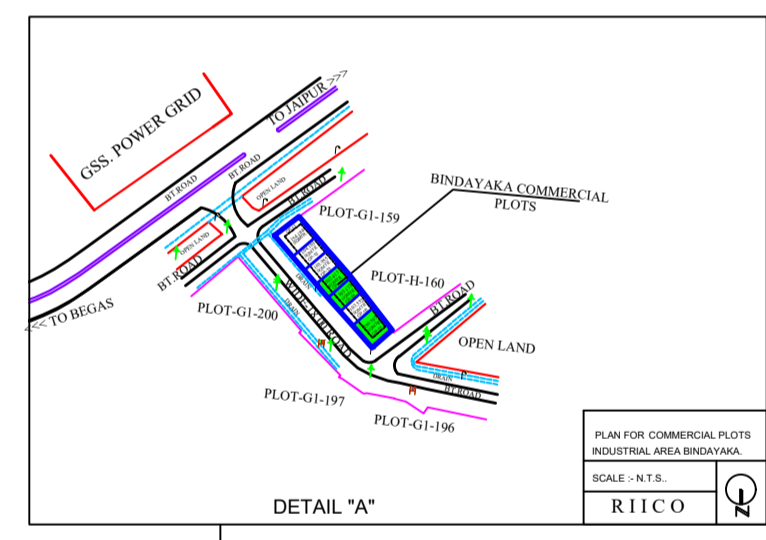 GSS. POWER GRID
TO JAIPUR >>>
BT.ROAD
BT.ROAD
OPEN LAND
BT.ROAD
OPEN LAND
BT.ROAD
<<< TO BEGAS
PLOT-G1-159
BINDAYAKA COMMERCIAL
PLOTS
PLOT-H-160
DRAIN
BT.ROAD
PLOT-G1-200
DRAIN
OPEN LAND
DRAIN
BT.ROAD
PLOT-G1-197
PLOT-G1-196
DETAIL "A"
PLAN FOR COMMERCIAL PLOTS
INDUSTRIAL AREA BINDAYAKA.
SCALE :- N.T.S..
RIICO
N